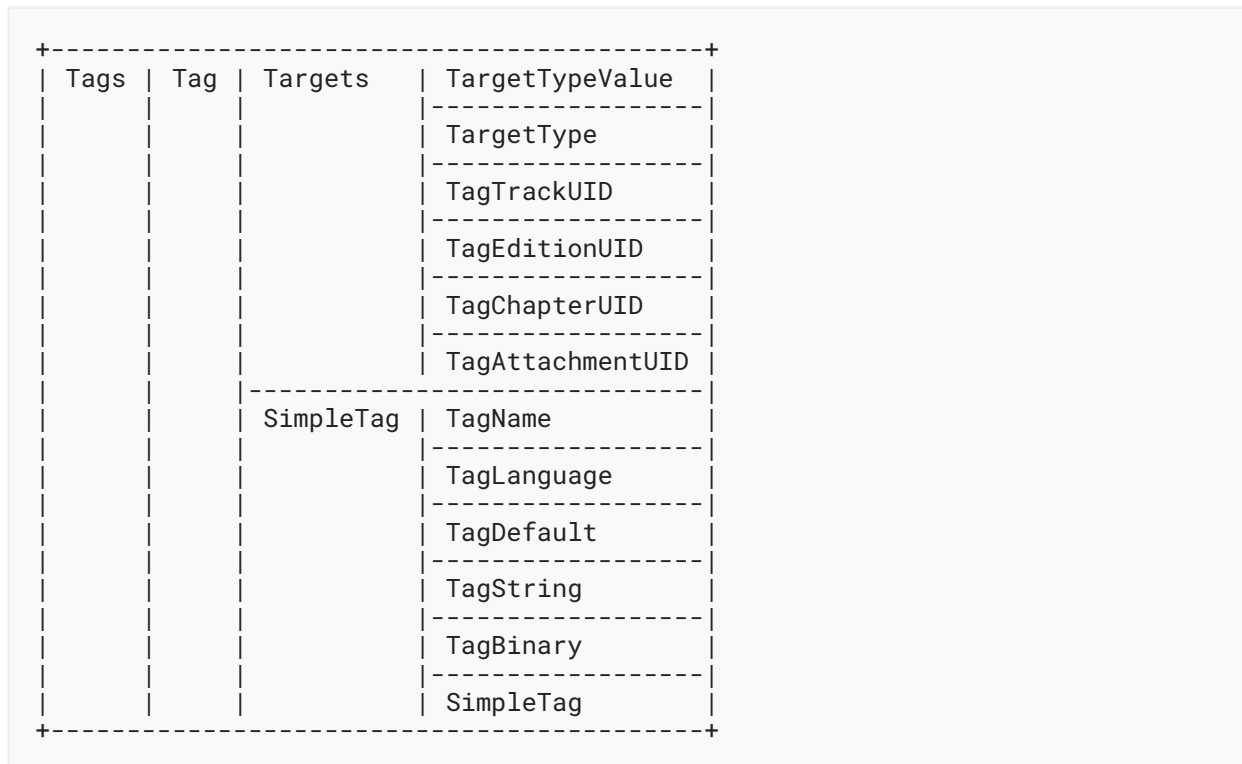 +-------------------------------------------+
| Tags | Tag | Targets   | TargetTypeValue  |
|      |     |           |------------------|
|      |     |           | TargetType       |
|      |     |           |------------------|
|      |     |           | TagTrackUID      |
|      |     |           |------------------|
|      |     |           | TagEditionUID    |
|      |     |           |------------------|
|      |     |           | TagChapterUID    |
|      |     |           |------------------|
|      |     |           | TagAttachmentUID |
|      |     |------------------------------|
|      |     | SimpleTag | TagName          |
|      |     |           |------------------|
|      |     |           | TagLanguage      |
|      |     |           |------------------|
|      |     |           | TagDefault       |
|      |     |           |------------------|
|      |     |           | TagString        |
|      |     |           |------------------|
|      |     |           | TagBinary        |
|      |     |           |------------------|
|      |     |           | SimpleTag        |
+-------------------------------------------+